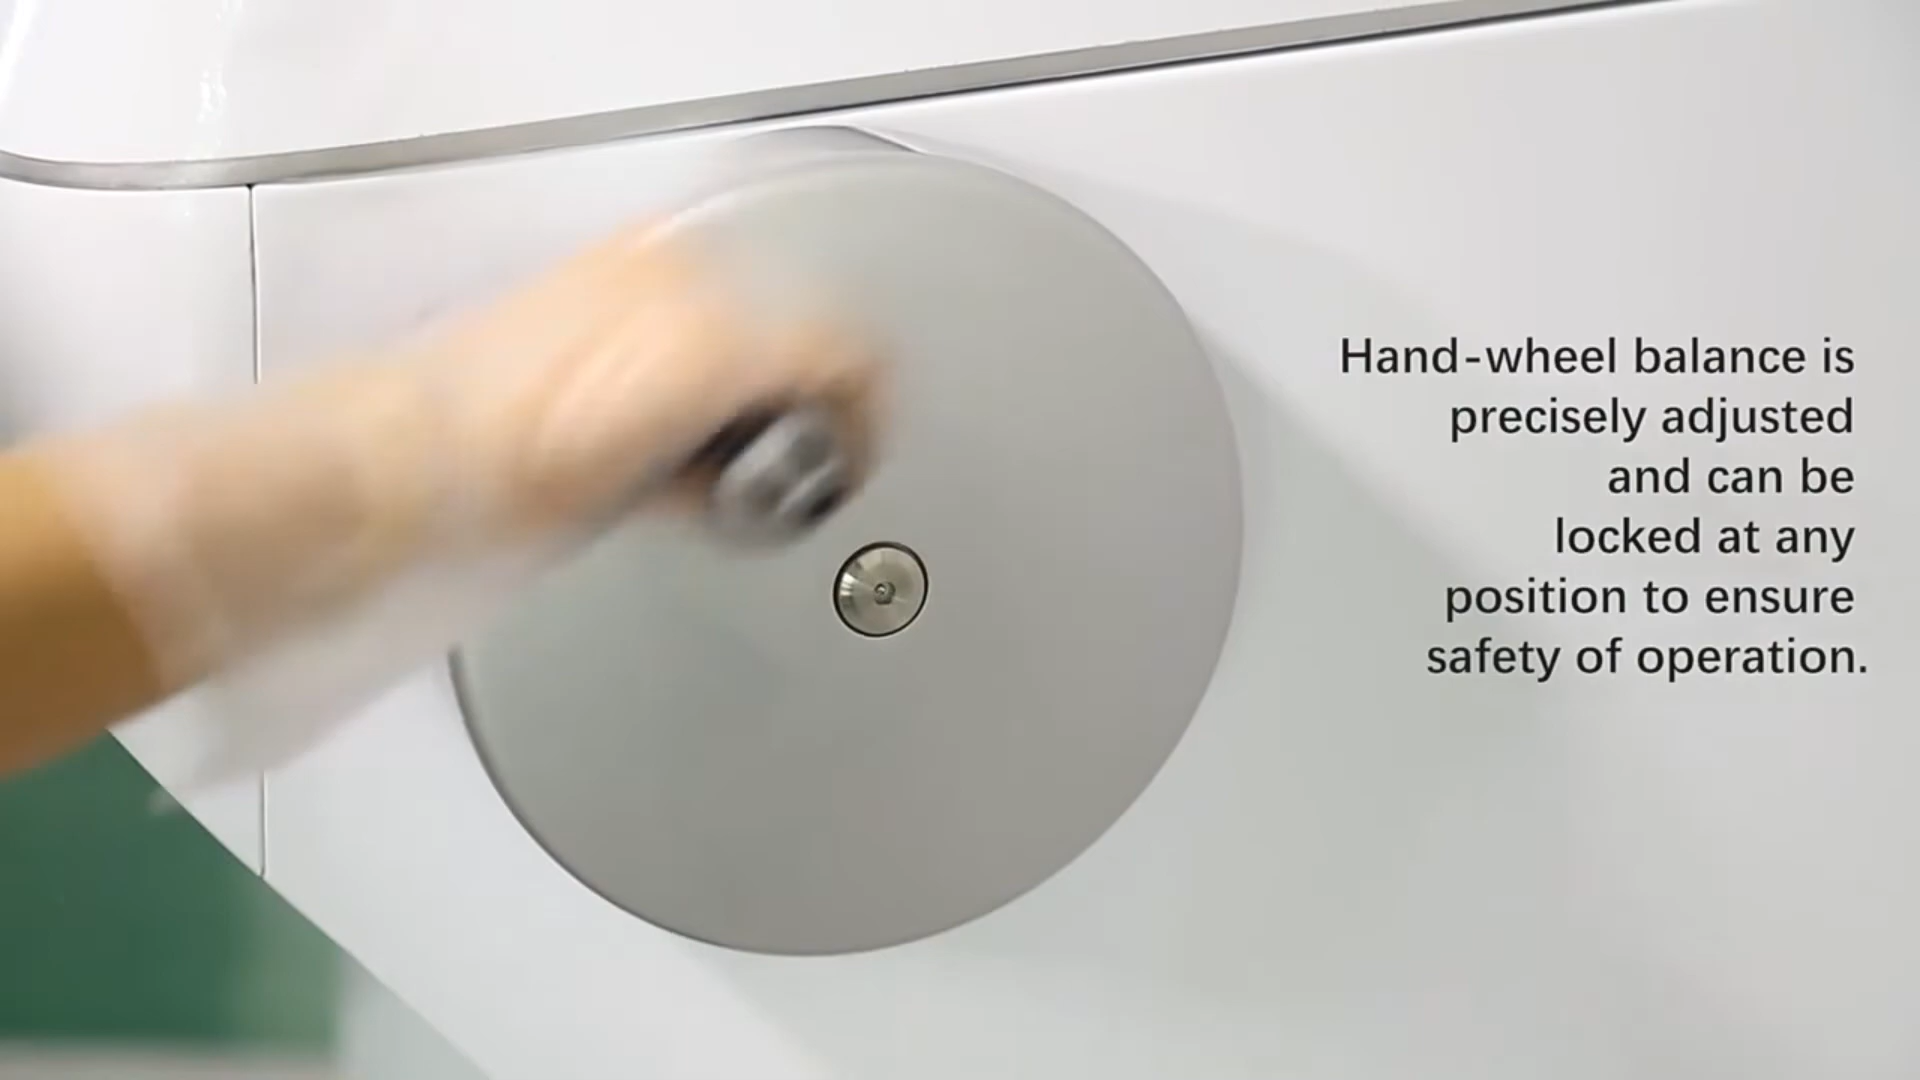 Hand-wheel balance is
precisely adjusted
and can be
locked at any
position to ensure
safety of operation.